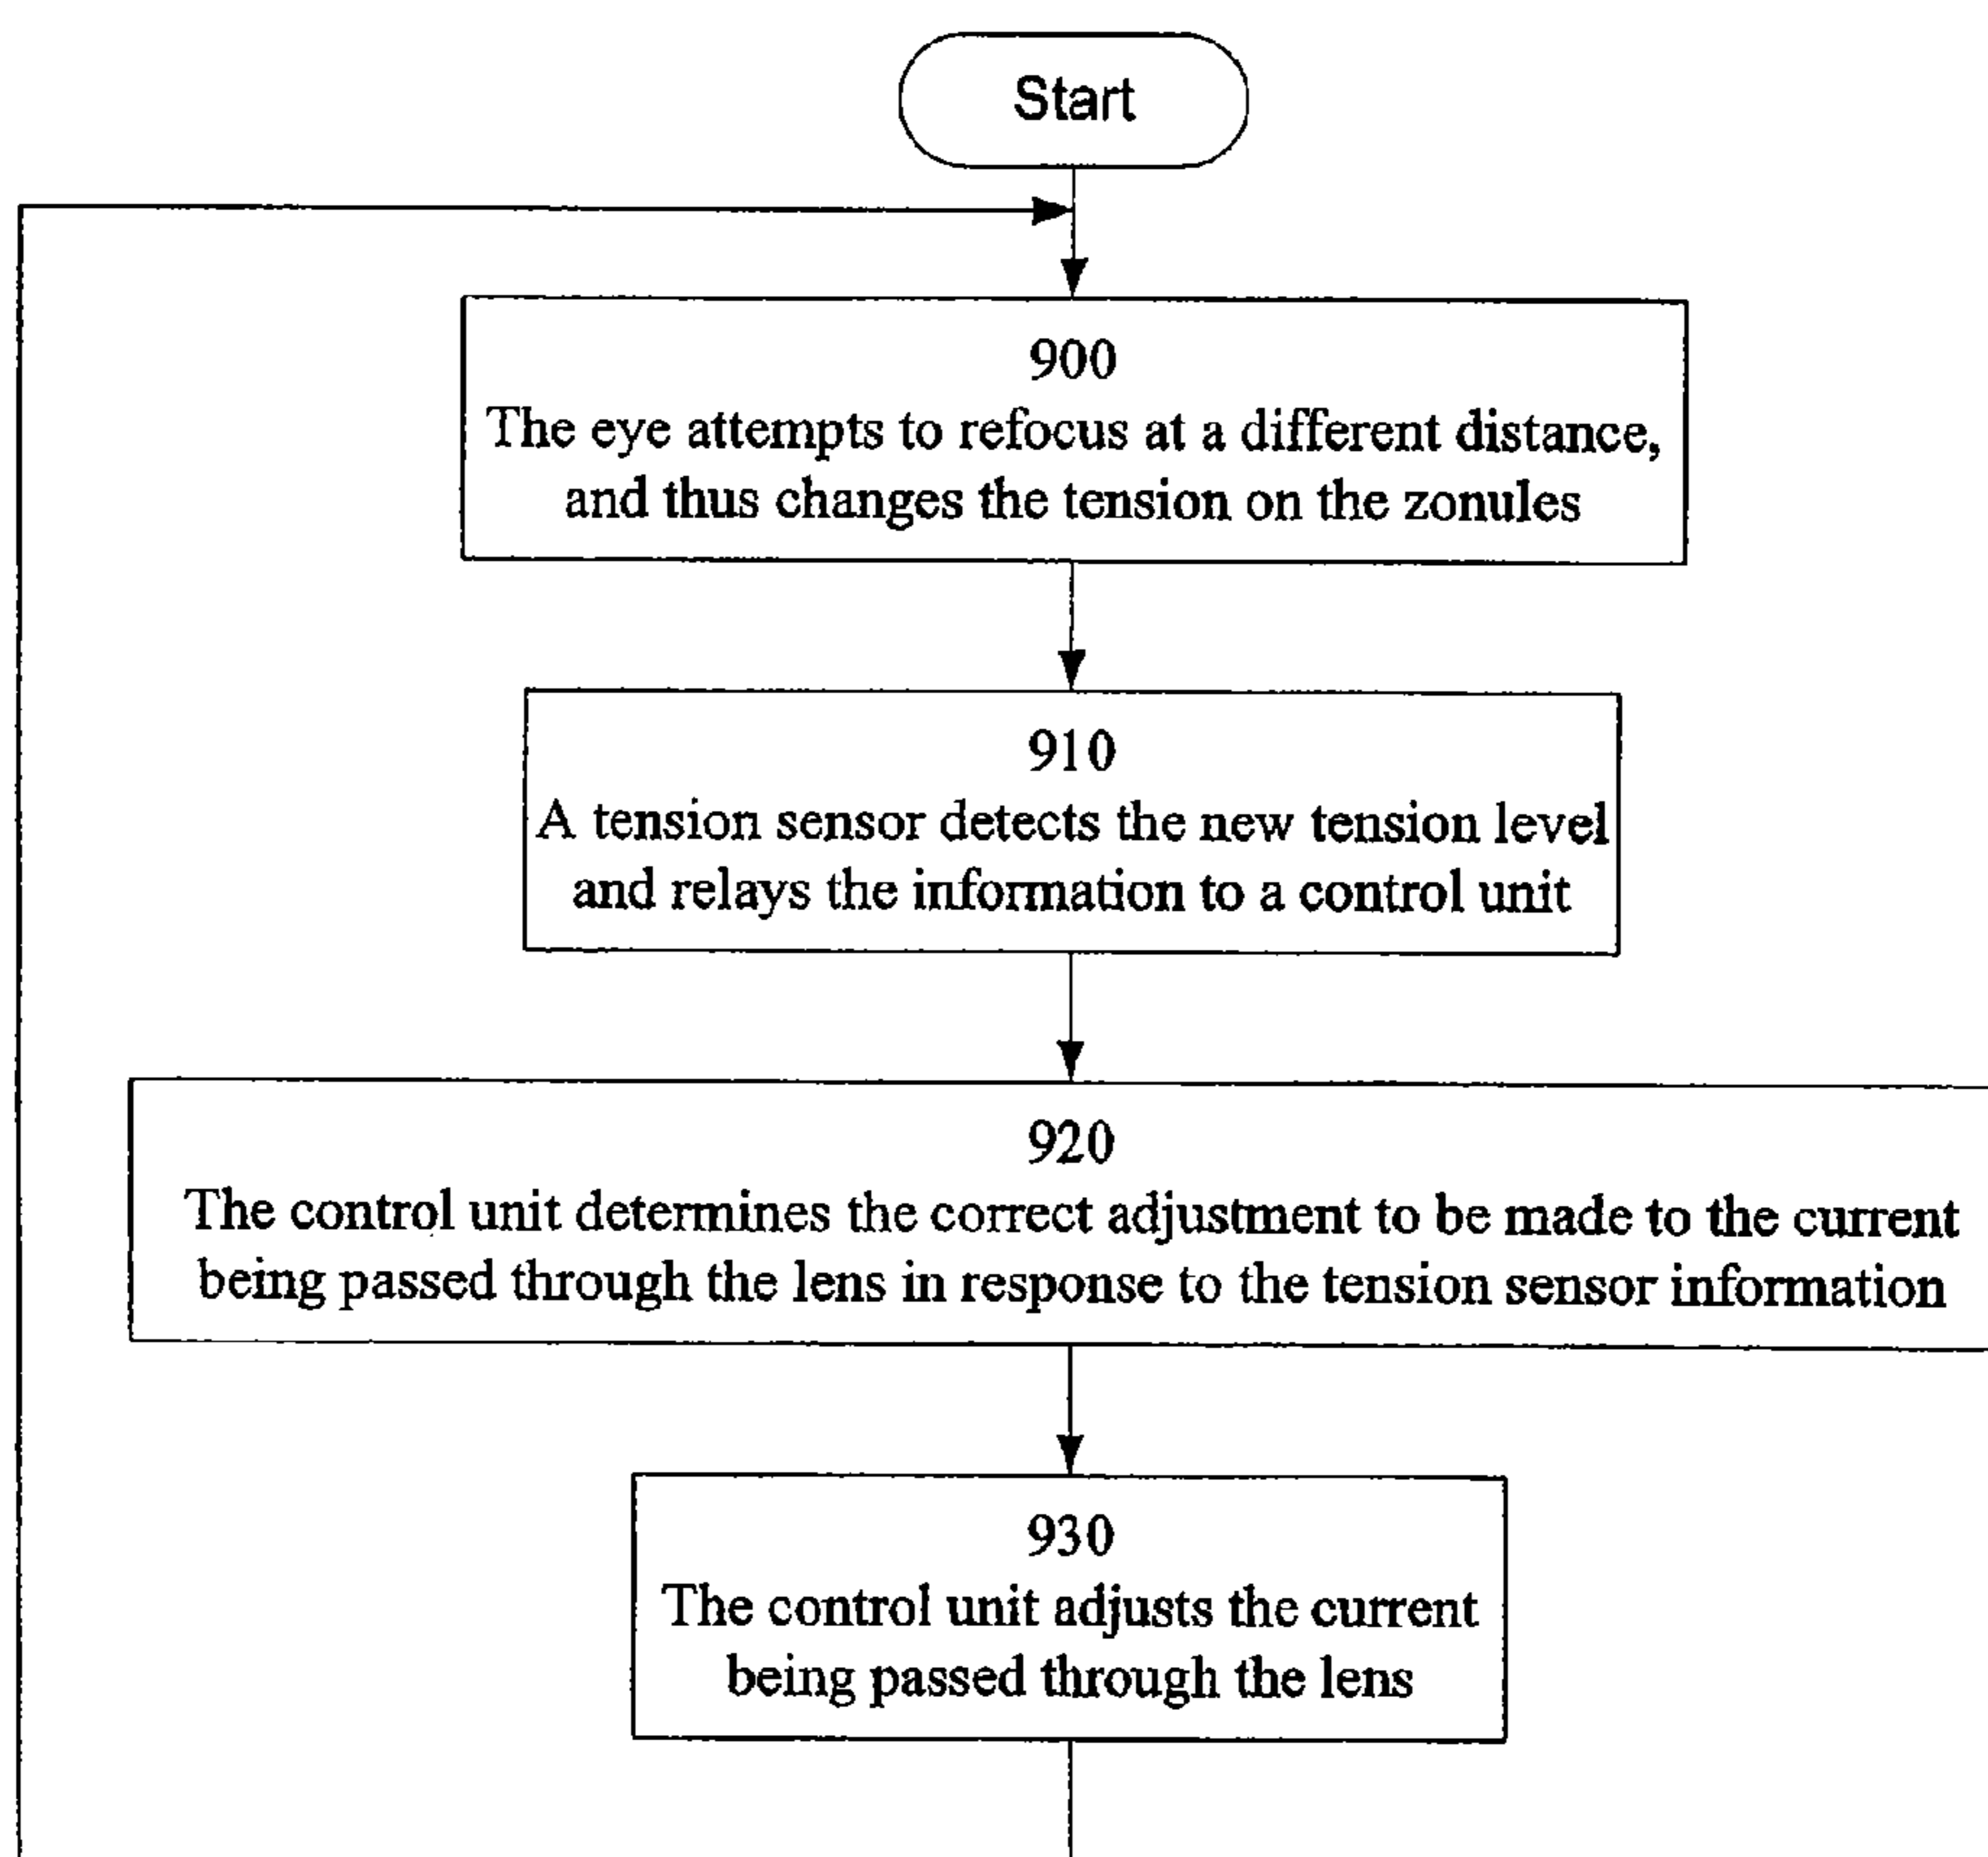 Start
900
The eye attempts to refocus at a different distance,
and thus changes the tension on the zonules
910
A tension sensor detects the new tension level
and relays the information to a control unit
920
The control unit determines the correct adjustment to be made to the current
being passed through the lens in response to the tension sensor information
930
The control unit adjusts the current
being passed through the lens